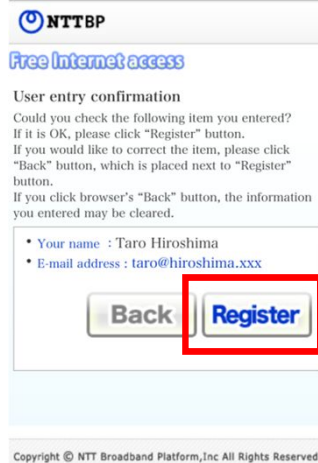 NTTBP
Free Internet access
User entry confirmation
Could you check the following item you entered?
If it is OK, please click “Register” button.
If you would like to correct the item, please click
“Back” button, which is placed next to “Register”
button.
If you click browser’s “Back” button, the information
you entered may be cleared.
• Your name : Taro Hiroshima
• E-mail address : taro@hiroshima.xxx
Back Register
Copyright © NTT Broadband Platform,Inc All Rights Reserved